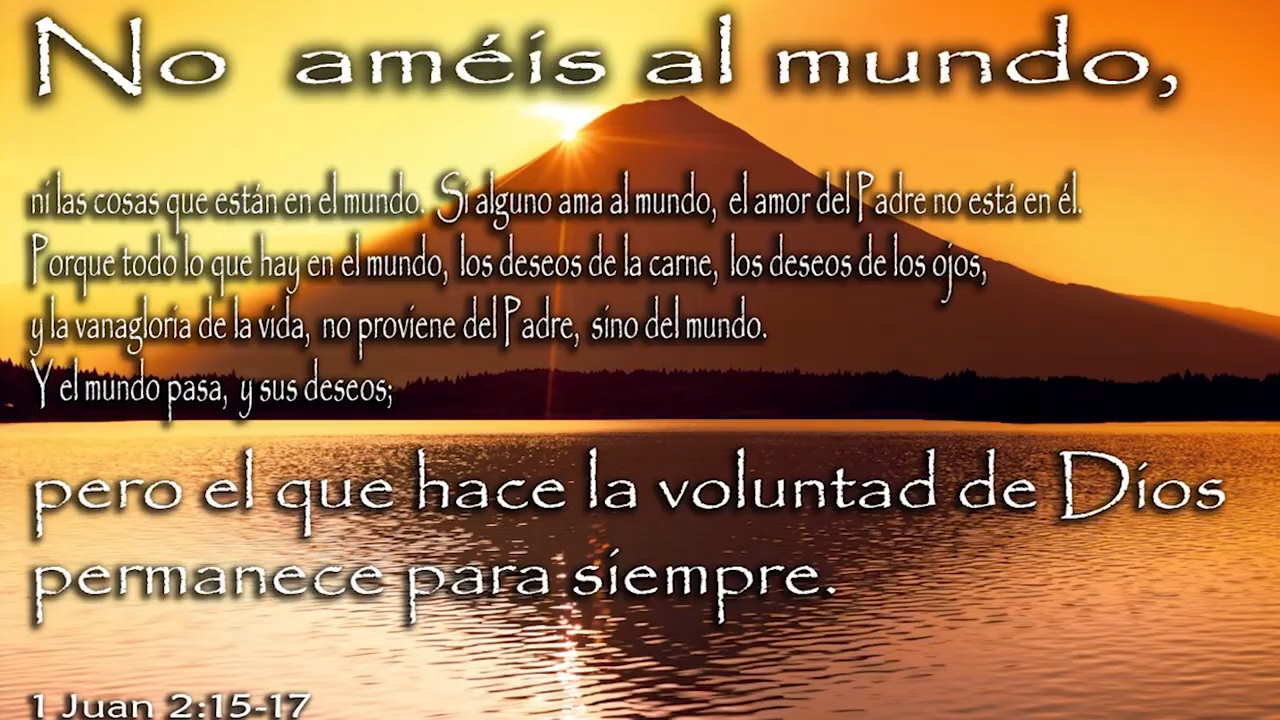 No améis al mundo,
ni las cosas que están en el mundo. Si alguno ama al mundo, el amor del Padre no está en él.
Porque todo lo que hay en el mundo, los deseos de la carne, los deseos de los ojos,
y la vanagloria de la vida, no proviene del Padre, sino del mundo.
Y el mundo pasa, y sus deseos;
pero el que hace la voluntad de Dios
permanece para siempre.
1 Juan 2:15-17